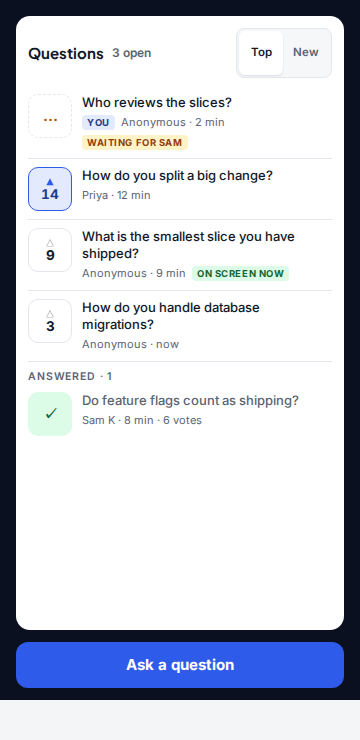 Questions 3 open
Top New
...
Who reviews the slices?
YOU Anonymous · 2 min
WAITING FOR SAM
▲
14
How do you split a big change?
Priya · 12 min
△
9
What is the smallest slice you have
shipped?
Anonymous · 9 min ON SCREEN NOW
△
3
How do you handle database
migrations?
Anonymous · now
ANSWERED · 1
✓
Do feature flags count as shipping?
Sam K · 8 min · 6 votes
Ask a question